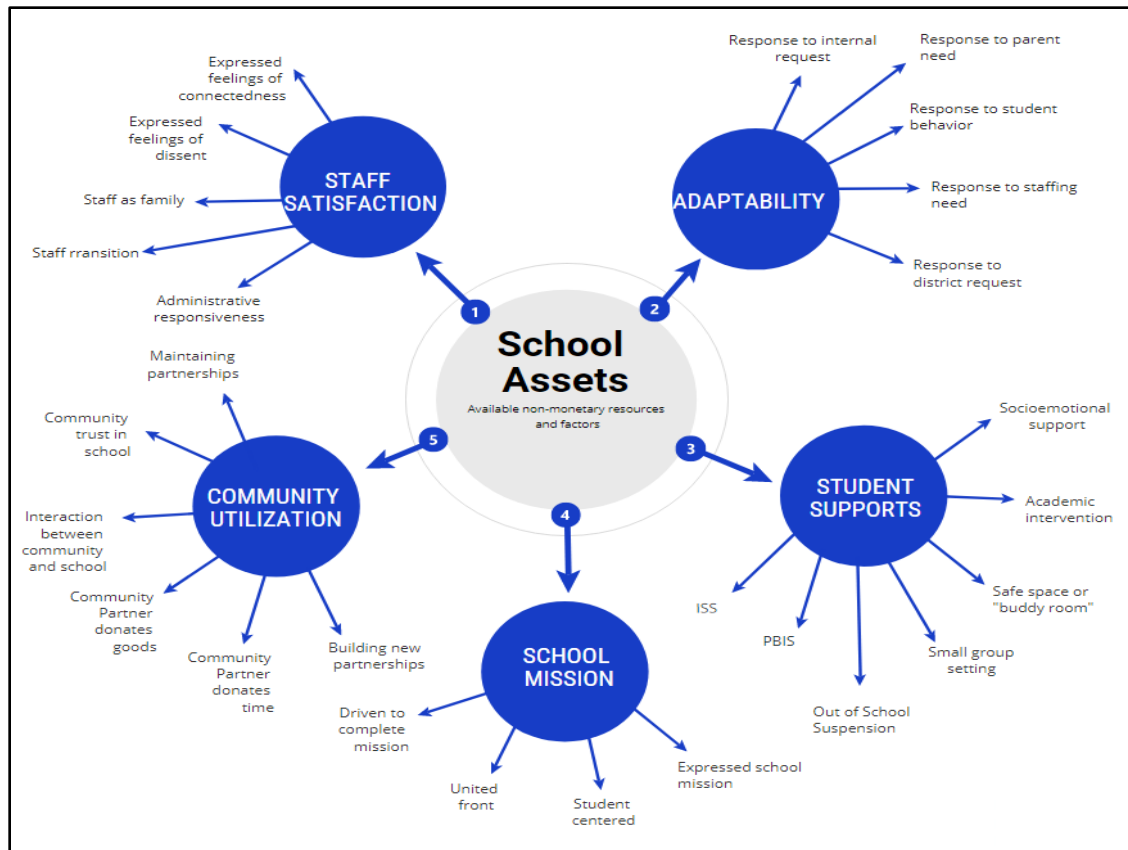 School
Assets
Available non-monetary resources
and factors
1
STAFF
SATISFACTION
Expressed
feelings of
connectedness
Expressed
feelings of
dissent
Staff as family
Staff rransition
Administrative
responsiveness
2
ADAPTABILITY
Response to internal
request
Response to parent
need
Response to student
behavior
Response to staffing
need
Response to
district request
3
STUDENT
SUPPORTS
Socioemotional
support
Academic
intervention
Safe space or
"buddy room"
Small group
setting
Out of School
Suspension
PBIS
ISS
4
SCHOOL
MISSION
Driven to
complete
mission
United
front
Student
centered
Expressed school
mission
5
COMMUNITY
UTILIZATION
Maintaining
partnerships
Community
trust in
school
Interaction
between
community
and school
Community
Partner
donates
goods
Community
Partner
donates
time
Building new
partnerships